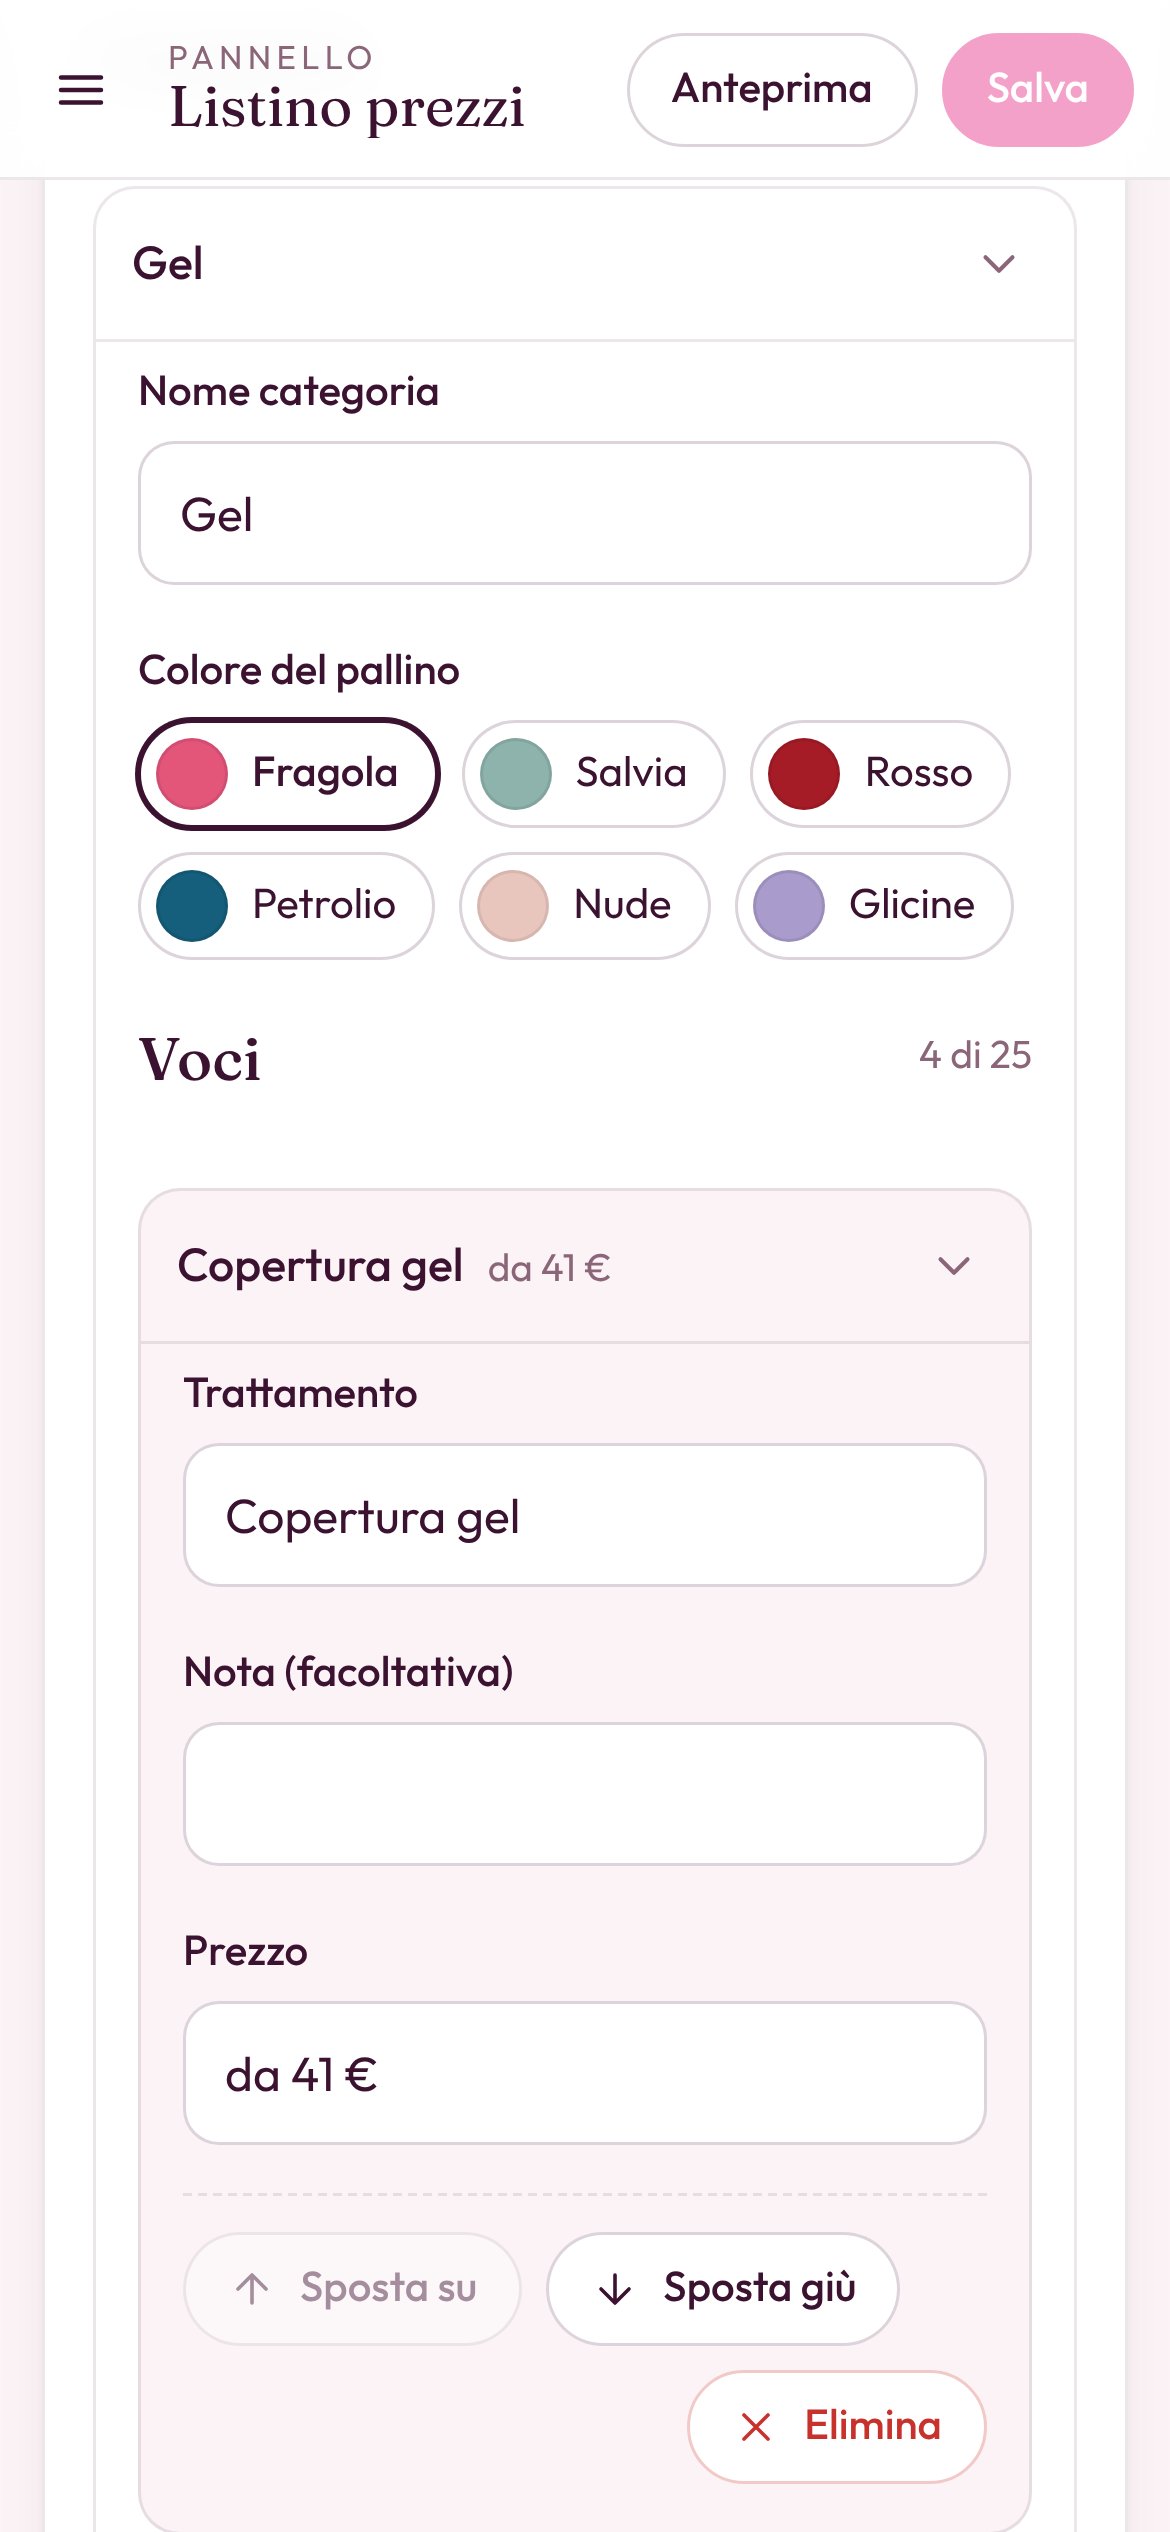 PANNELLO
Listino prezzi
Anteprima
Salva
Gel
Nome categoria
Gel
Colore del pallino
Fragola
Salvia
Rosso
Petrolio
Nude
Glicine
Voci
4 di 25
Copertura gel da 41 €
Trattamento
Copertura gel
Nota (facoltativa)
Prezzo
da 41 €
Sposta su
Sposta giù
Elimina